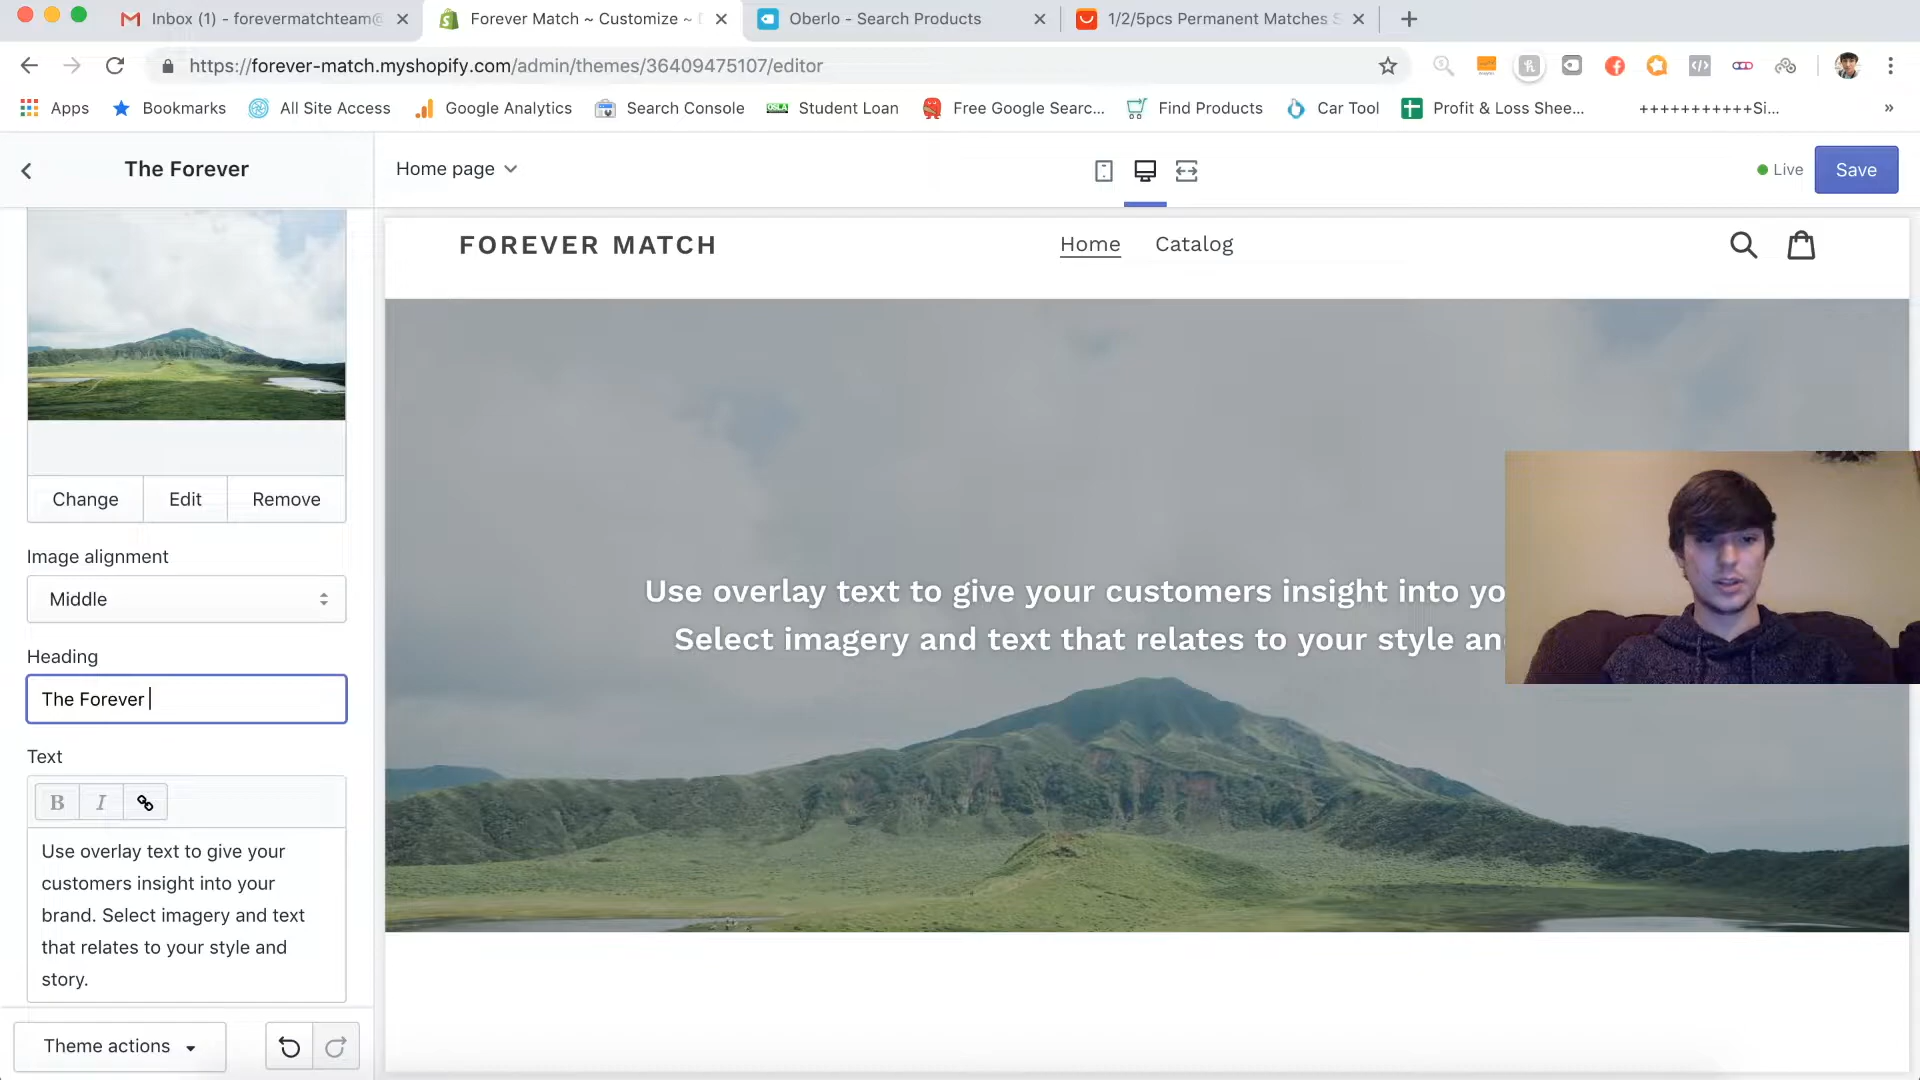 Inbox (1) - forevermatchteam@
Forever Match ~ Customize ~
Oberlo - Search Products
1/2/5pcs Permanent Matches S
https://forever-match.myshopify.com/admin/themes/36409475107/editor
Apps
Bookmarks
All Site Access
Google Analytics
Search Console
Student Loan
Free Google Searc...
Find Products
Car Tool
Profit & Loss Shee...
+++++++++++Si...
»
The Forever
Home page
Live
Save
FOREVER MATCH
Home
Catalog
Change
Edit
Remove
Image alignment
Middle
Heading
The Forever
Text
B
I
Use overlay text to give your
customers insight into your
brand. Select imagery and text
that relates to your style and
story.
Use overlay text to give your customers insight into yo
Select imagery and text that relates to your style an
Theme actions